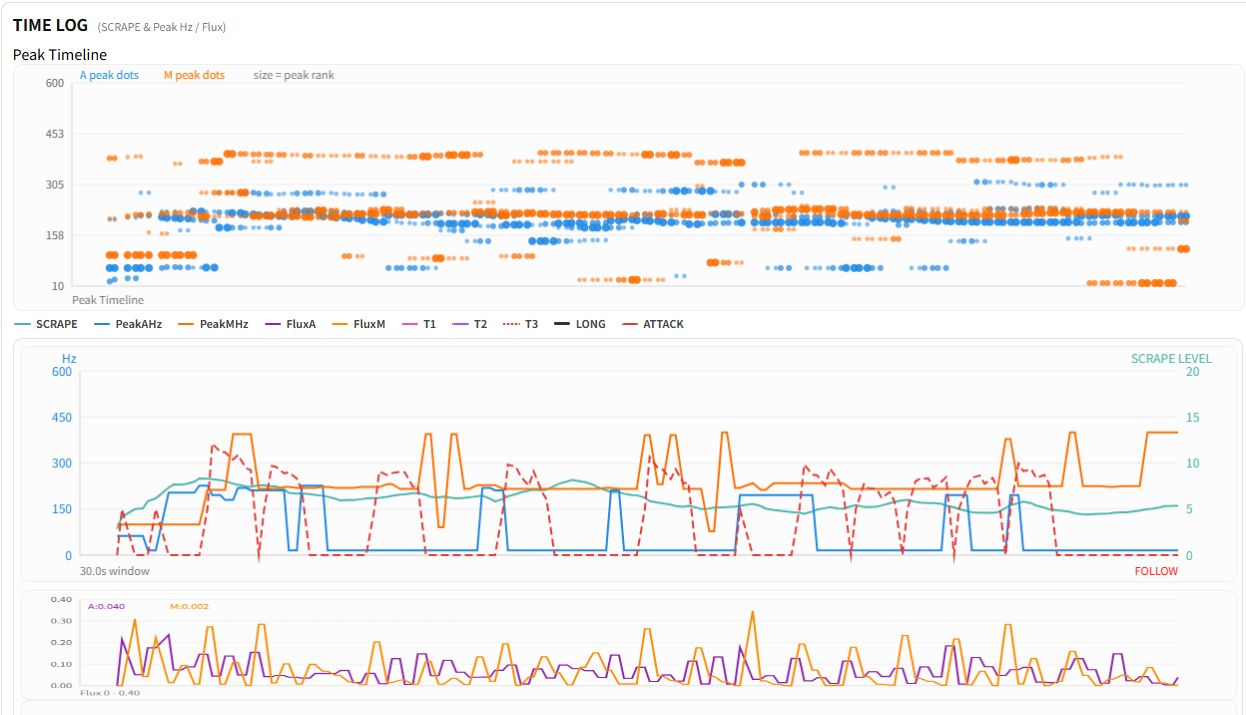 TIME LOG (SCRAPE & Peak Hz / Flux)
Peak Timeline
A peak dots M peak dots size = peak rank
600
453
305
158
10
Peak Timeline
SCRAPE PeakAHz PeakMHz FluxA FluxM T1 T2 T3 LONG ATTACK
Hz SCRAPE LEVEL
600 20
450 15
300 10
150 5
0 0
30.0s window FOLLOW
0.40 A:0.040 M:0.002
0.30
0.20
0.10
0.00
Flux 0 - 0.40